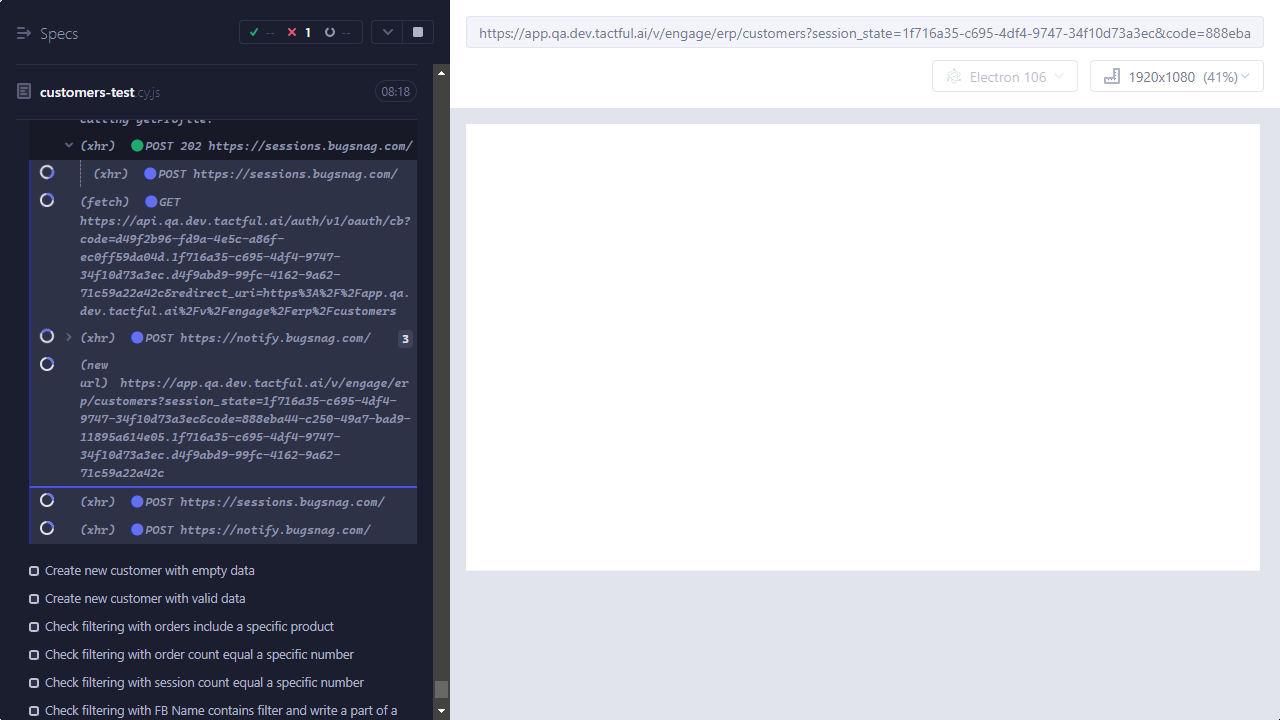 Specs
-- 1 --
https://app.qa.dev.tactful.ai/v/engage/erp/customers?session_state=1f716a35-c695-4df4-9747-34f10d73a3ec&code=888eba
Electron 106
1920x1080 (41%)
customers-test.cy.js
08:18
calling getProfile.
(xhr) POST 202 https://sessions.bugsnag.com/
(xhr) POST https://sessions.bugsnag.com/
(fetch) GET
https://api.qa.dev.tactful.ai/auth/v1/oauth/cb?
code=d49f2b96-fd9a-4e5c-a86f-
ec0ff59da04d.1f716a35-c695-4df4-9747-
34f10d73a3ec.d4f9abd9-99fc-4162-9a62-
71c59a22a42c&redirect_uri=https%3A%2F%2Fapp.qa.
dev.tactful.ai%2Fv%2Fengage%2Ferp%2Fcustomers
(xhr) POST https://notify.bugsnag.com/ 3
(new
url) https://app.qa.dev.tactful.ai/v/engage/er
p/customers?session_state=1f716a35-c695-4df4-
9747-34f10d73a3ec&code=888eba44-c250-49a7-bad9-
11895a614e05.1f716a35-c695-4df4-9747-
34f10d73a3ec.d4f9abd9-99fc-4162-9a62-
71c59a22a42c
(xhr) POST https://sessions.bugsnag.com/
(xhr) POST https://notify.bugsnag.com/
Create new customer with empty data
Create new customer with valid data
Check filtering with orders include a specific product
Check filtering with order count equal a specific number
Check filtering with session count equal a specific number
Check filtering with FB Name contains filter and write a part of a